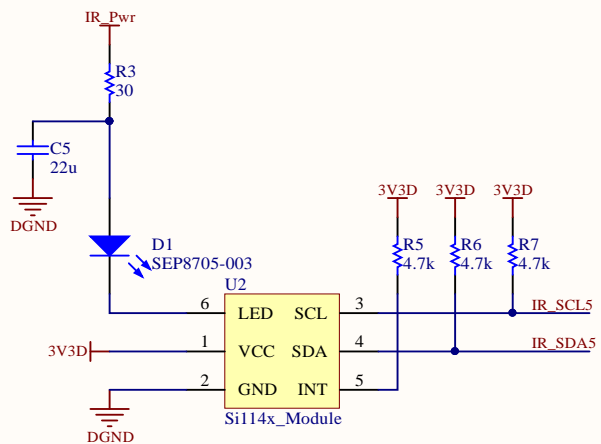 IR_Pwr
R3
30
C5
22u
DGND
3V3D 3V3D 3V3D
D1
SEP8705-003
R5 R6 R7
4.7k 4.7k 4.7k
U2
6 LED SCL 3 IR_SCL5
3V3D 1 VCC SDA 4 IR_SDA5
2 GND INT 5
Si114x_Module
DGND